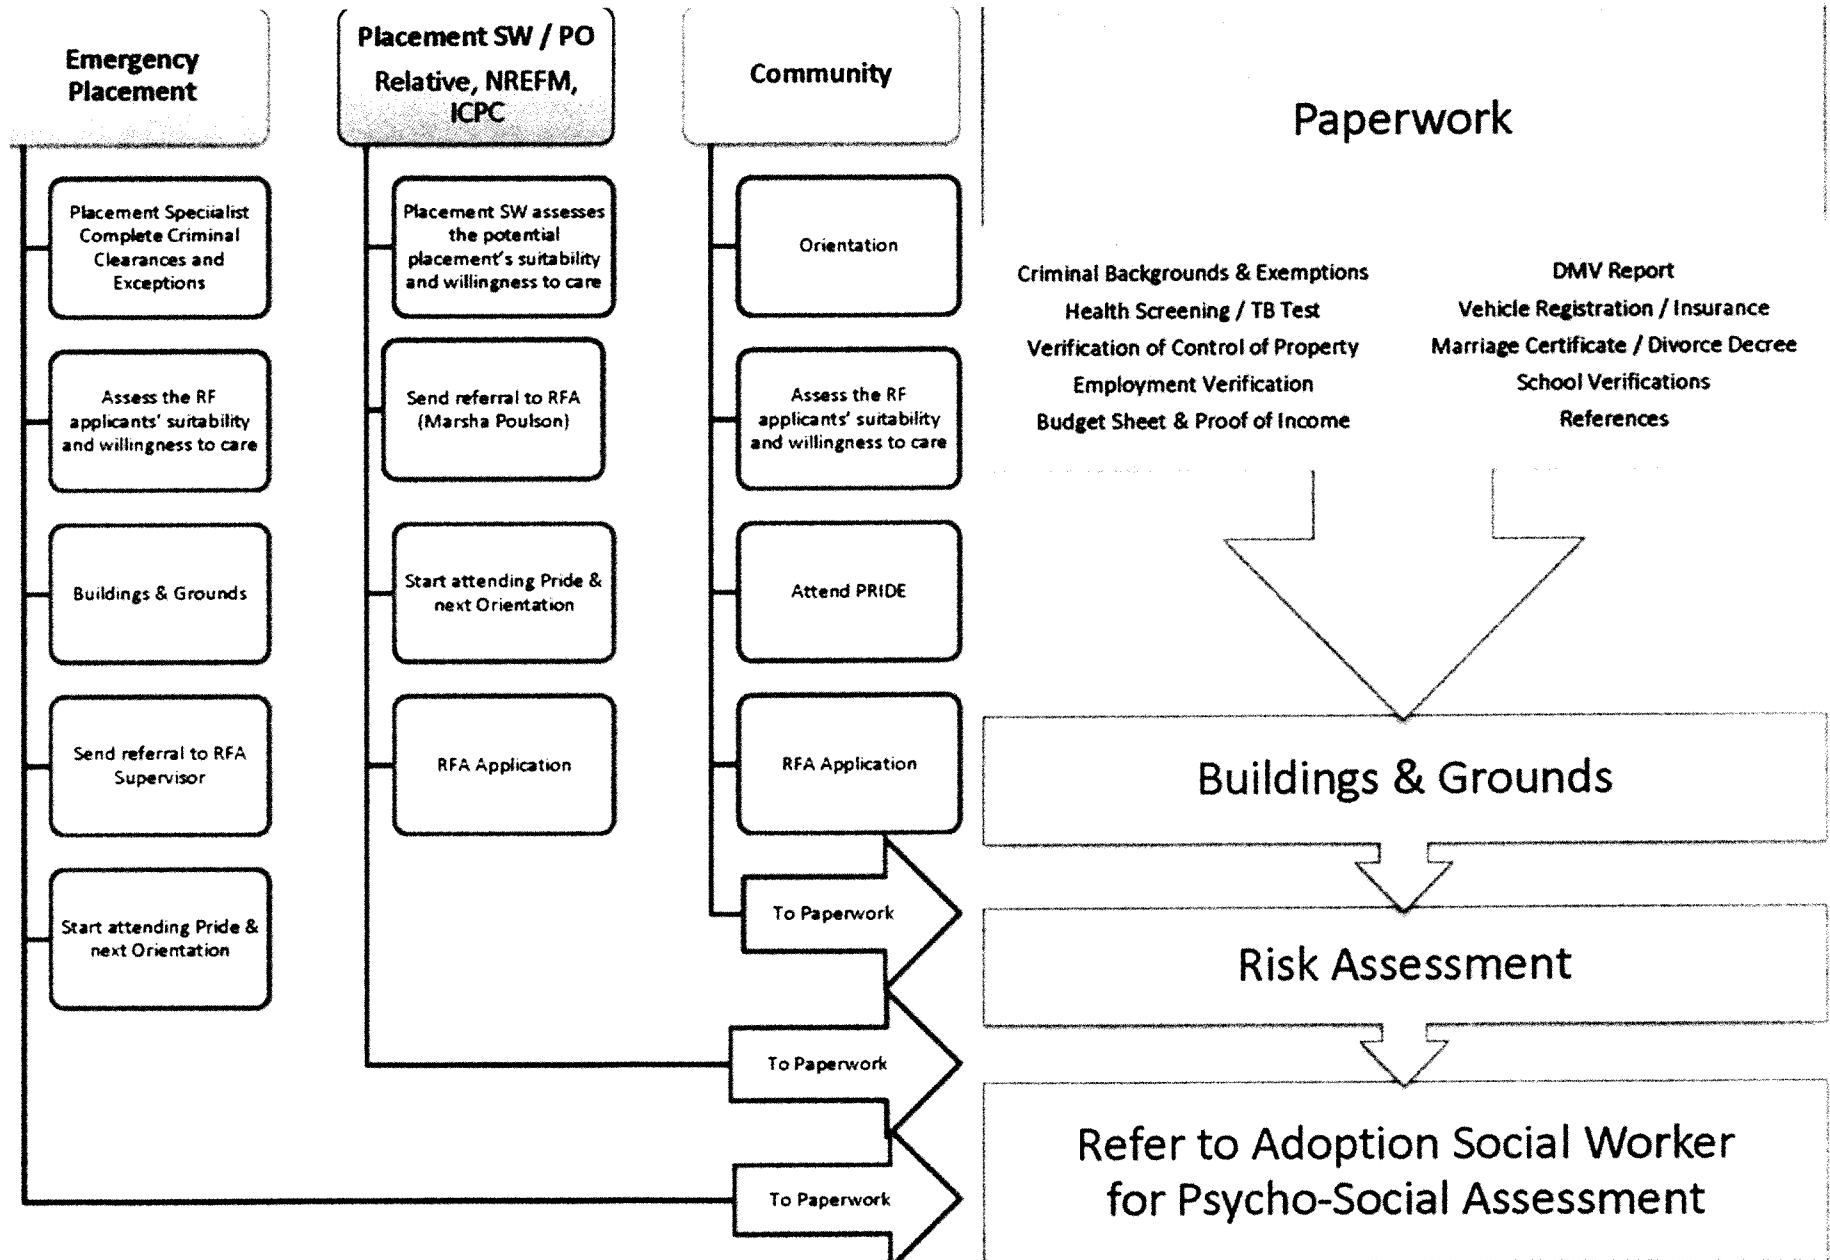 Emergency
Placement
Placement Speciialist
Complete Criminal
Clearances and
Exceptions
Assess the RF
applicants' suitability
and willingness to care
Buildings & Grounds
Send referral to RFA
Supervisor
Start attending Pride &
next Orientation
Placement SW / PO
Relative, NREFM,
ICPC
Placement SW assesses
the potential
placement's suitability
and willingness to care
Send referral to RFA
(Marsha Poulson)
Start attending Pride &
next Orientation
RFA Application
Community
Orientation
Assess the RF
applicants' suitability
and willingness to care
Attend PRIDE
RFA Application
To Paperwork
To Paperwork
To Paperwork
Paperwork
Criminal Backgrounds & Exemptions
Health Screening / TB Test
Verification of Control of Property
Employment Verification
Budget Sheet & Proof of Income
DMV Report
Vehicle Registration / Insurance
Marriage Certificate / Divorce Decree
School Verifications
References
Buildings & Grounds
Risk Assessment
Refer to Adoption Social Worker
for Psycho-Social Assessment